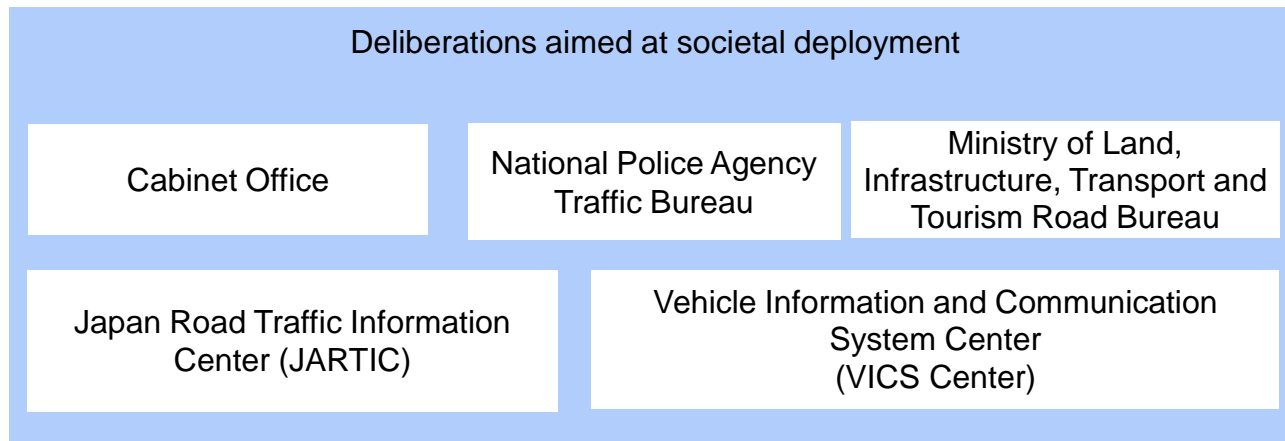 Deliberations aimed at societal deployment
Cabinet Office
National Police Agency
Traffic Bureau
Ministry of Land,
Infrastructure, Transport and
Tourism Road Bureau
Japan Road Traffic Information
Center (JARTIC)
Vehicle Information and Communication
System Center
(VICS Center)